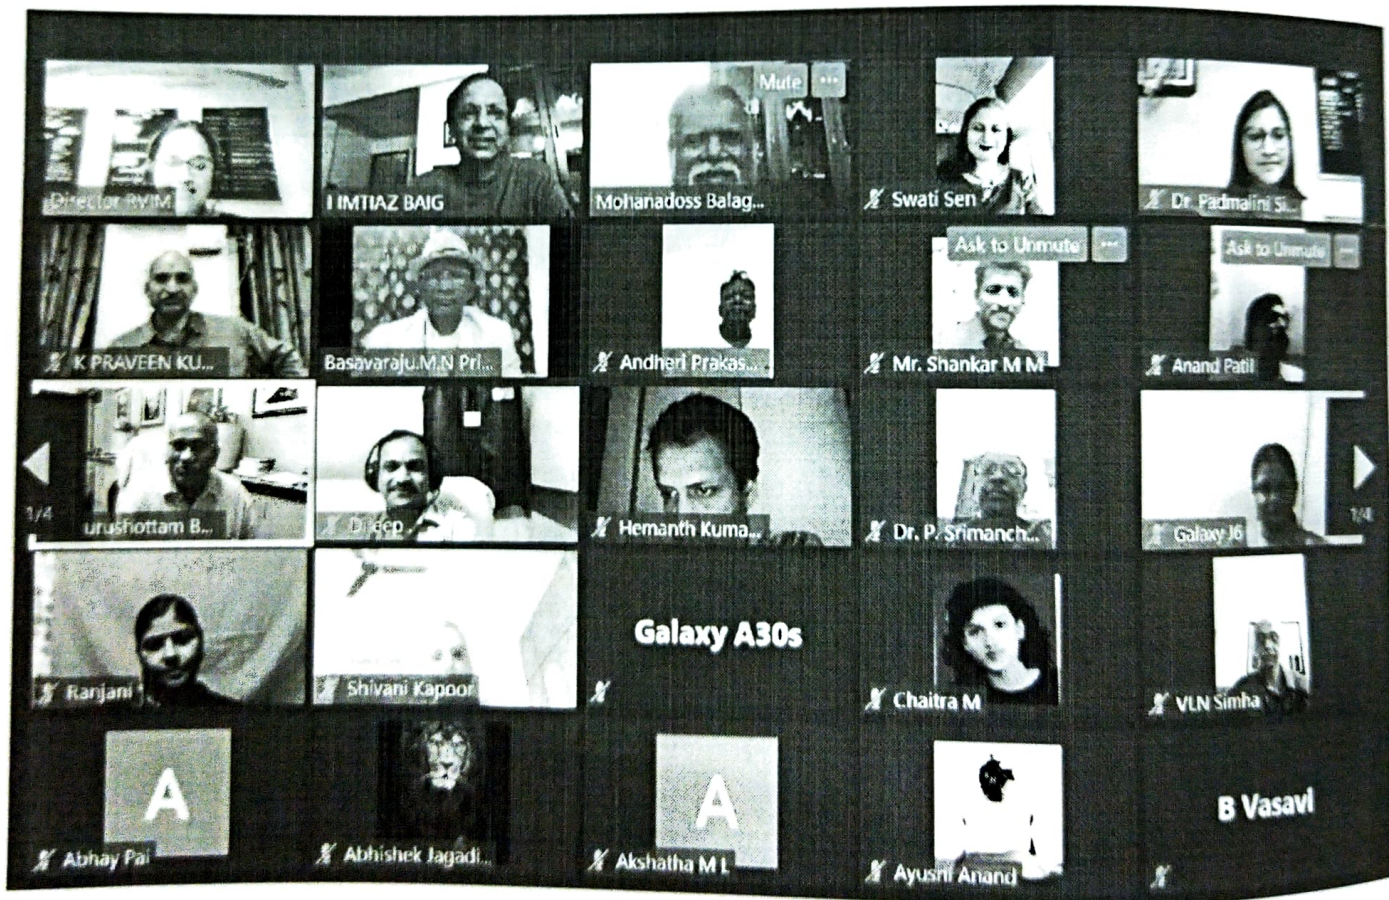 Director RVIM
I IMTIAZ BAIG
Mute ...
Mohanadoss Balag...
Swati Sen
Dr. Padmalini Si...
K PRAVEEN KU...
Basavaraju.M.N Pri...
Andheri Prakas...
Ask to Unmute ...
Mr. Shankar M M
Ask to Unmute ...
Anand Patil
1/4
urushottam B...
Dileep .
Hemanth Kuma...
Dr. P. Srimanch...
Galaxy J6
1/4
Ranjani
Shivani Kapoor
Galaxy A30s
Chaitra M
VLN Simha
A
Abhay Pai
Abhishek Jagadi...
A
Akshatha M L
Ayushi Anand
B Vasavi